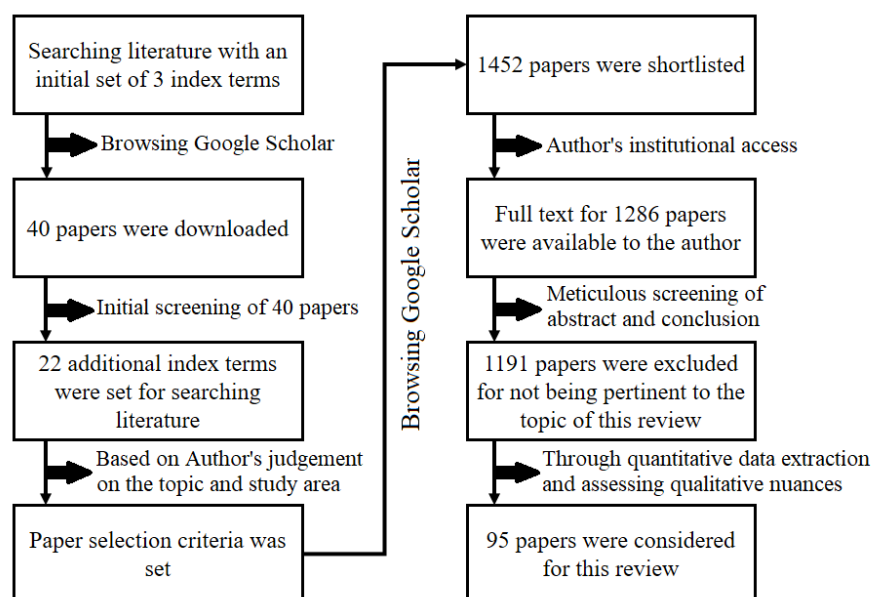 Searching literature with an
initial set of 3 index terms
Browsing Google Scholar
40 papers were downloaded
Initial screening of 40 papers
22 additional index terms
were set for searching
literature
Based on Author's judgement
on the topic and study area
Paper selection criteria was
set
Browsing Google Scholar
1452 papers were shortlisted
Author's institutional access
Full text for 1286 papers
were available to the author
Meticulous screening of
abstract and conclusion
1191 papers were excluded
for not being pertinent to the
topic of this review
Through quantitative data extraction
and assessing qualitative nuances
95 papers were considered
for this review